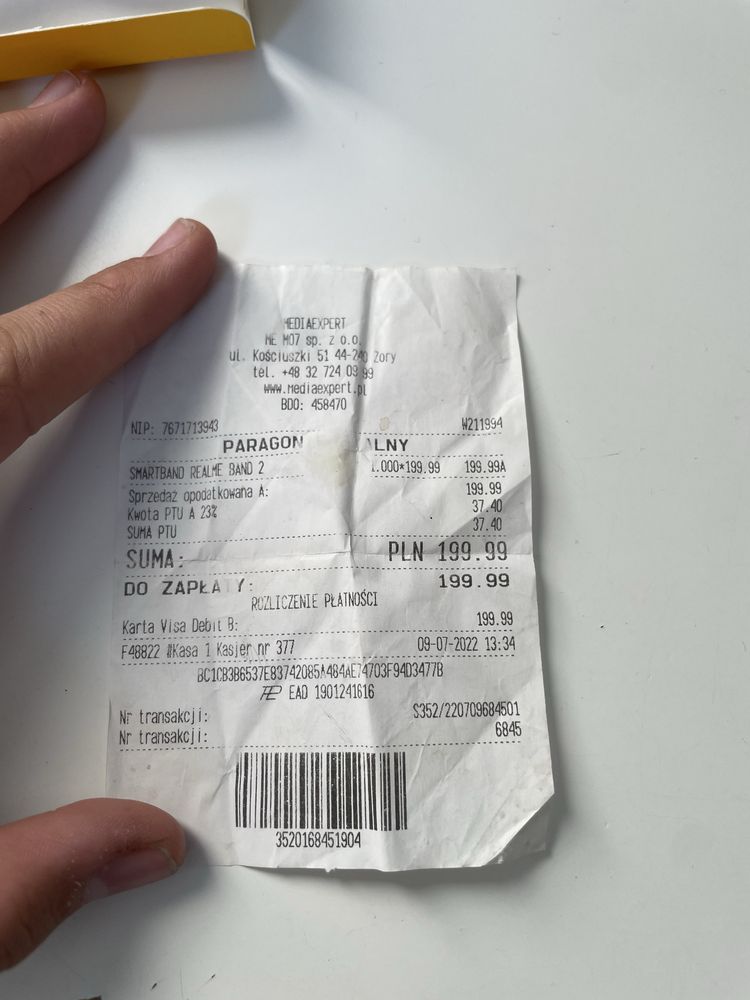 MEDIAEXPERT
ME M07 sp. z o.o.
ul. Kościuszki 51 44-240 Żory
tel. +48 32 724 09 99
www.mediaexpert.pl
BDO: 458470
NIP: 7671713943 W211994
PARAGON ALNY
SMARTBAND REALME BAND 2 1.000*199.99 199.99A
Sprzedaż opodatkowana A: 199.99
Kwota PTU A 23% 37.40
SUMA PTU 37.40
SUMA: PLN 199.99
DO ZAPŁATY: 199.99
ROZLICZENIE PŁATNOŚCI
Karta Visa Debit B: 199.99
F48822 #Kasa 1 Kasjer nr 377 09-07-2022 13:34
BC1CB3B6537E83742085A484AE74703F94D3477B
EAD 1901241616
Nr transakcji: S352/220709684501
Nr transakcji: 6845
3520168451904